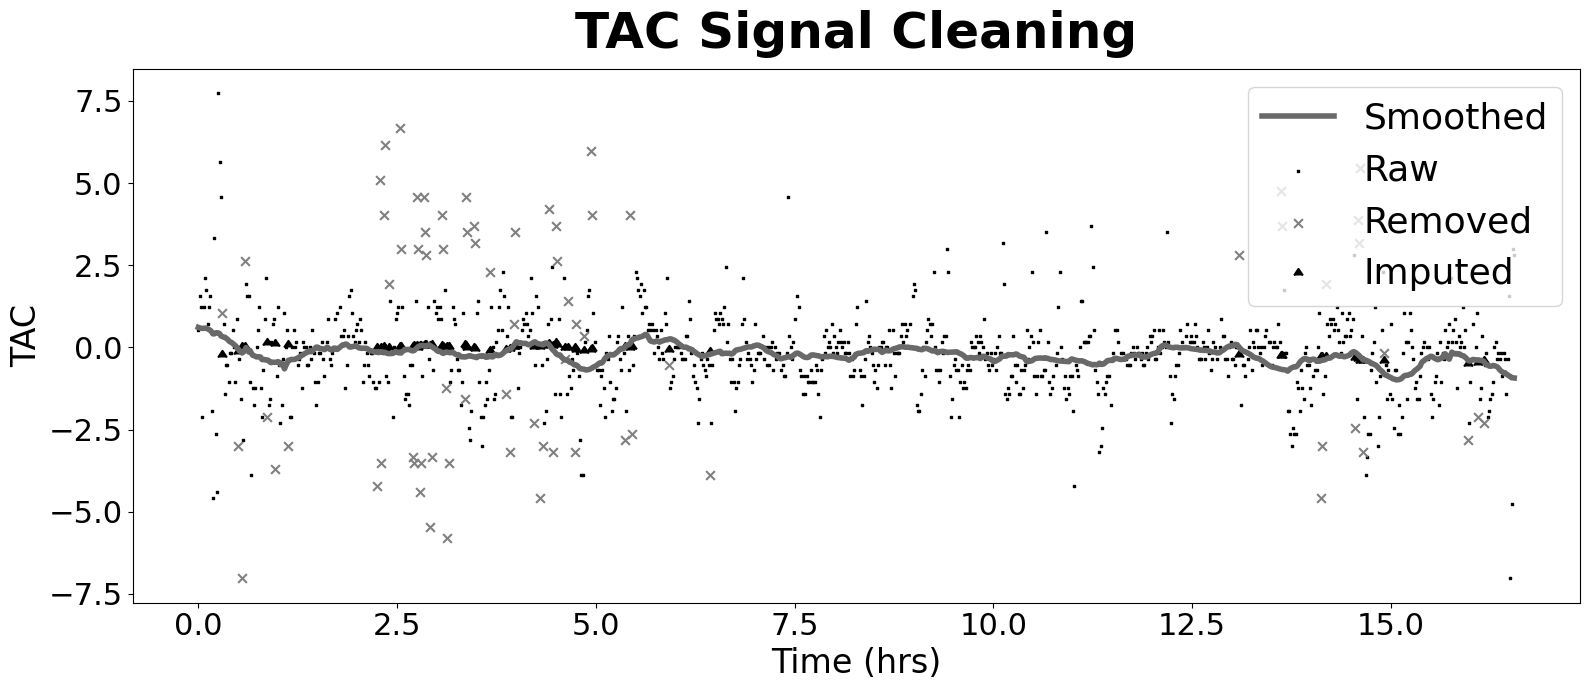 TAC Signal Cleaning
7.5
5.0
2.5
0.0
−2.5
−5.0
−7.5
TAC
Smoothed
Raw
Removed
Imputed
0.0 2.5 5.0 7.5 10.0 12.5 15.0
Time (hrs)